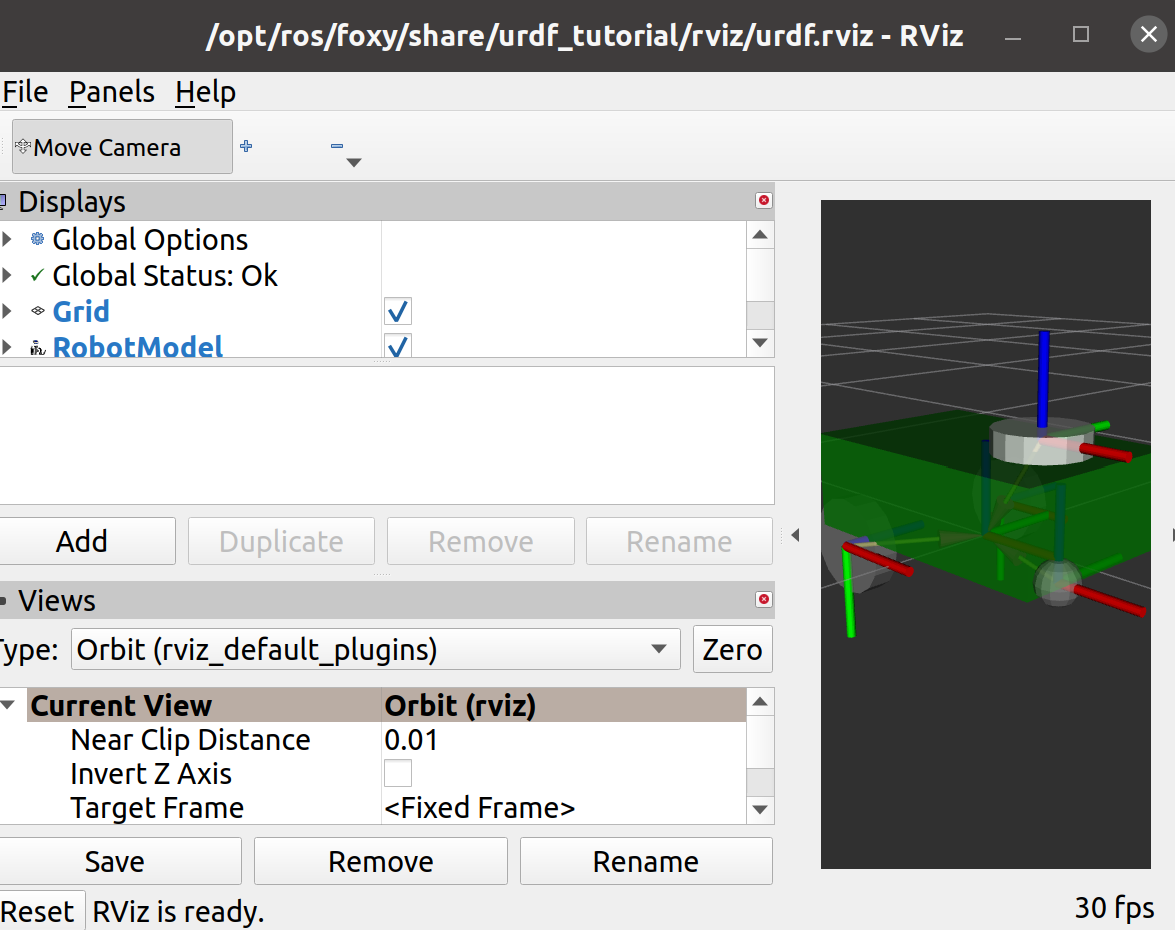 /opt/ros/foxy/share/urdf_tutorial/rviz/urdf.rviz - RViz
File Panels Help
Move Camera
Displays
Global Options
Global Status: Ok
Grid
RobotModel
Add Duplicate Remove Rename
Views
Type: Orbit (rviz_default_plugins) Zero
Current View Orbit (rviz)
Near Clip Distance 0.01
Invert Z Axis
Target Frame <Fixed Frame>
Save Remove Rename
Reset RViz is ready. 30 fps